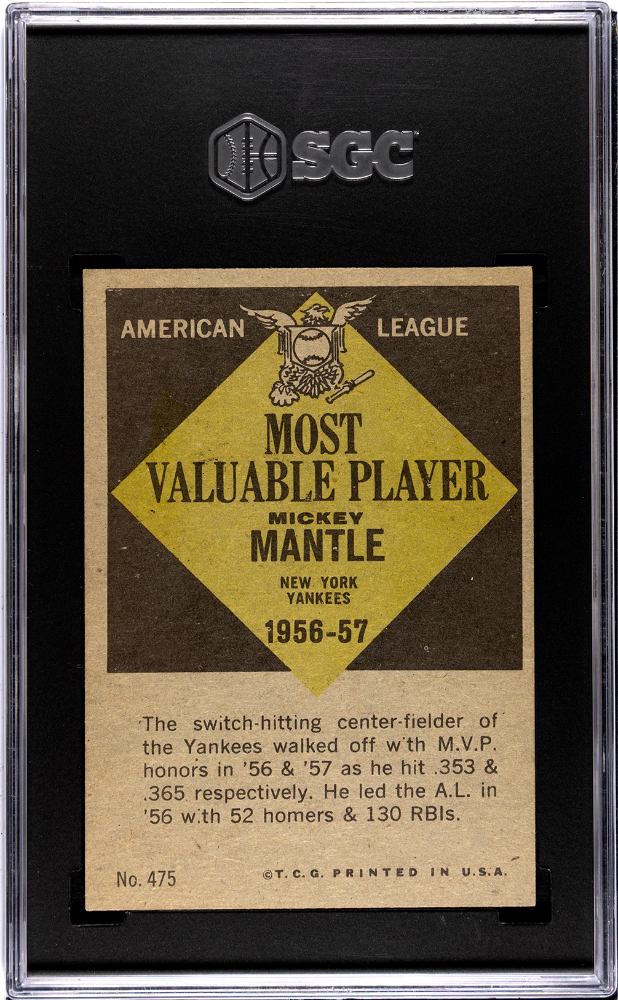 SGC
AMERICAN LEAGUE
MOST
VALUABLE PLAYER
MICKEY
MANTLE
NEW YORK
YANKEES
1956-57
The switch-hitting center-fielder of
the Yankees walked off with M.V.P.
honors in '56 & '57 as he hit .353 &
.365 respectively. He led the A.L. in
'56 with 52 homers & 130 RBIs.
No. 475 ©T.C.G. PRINTED IN U.S.A.